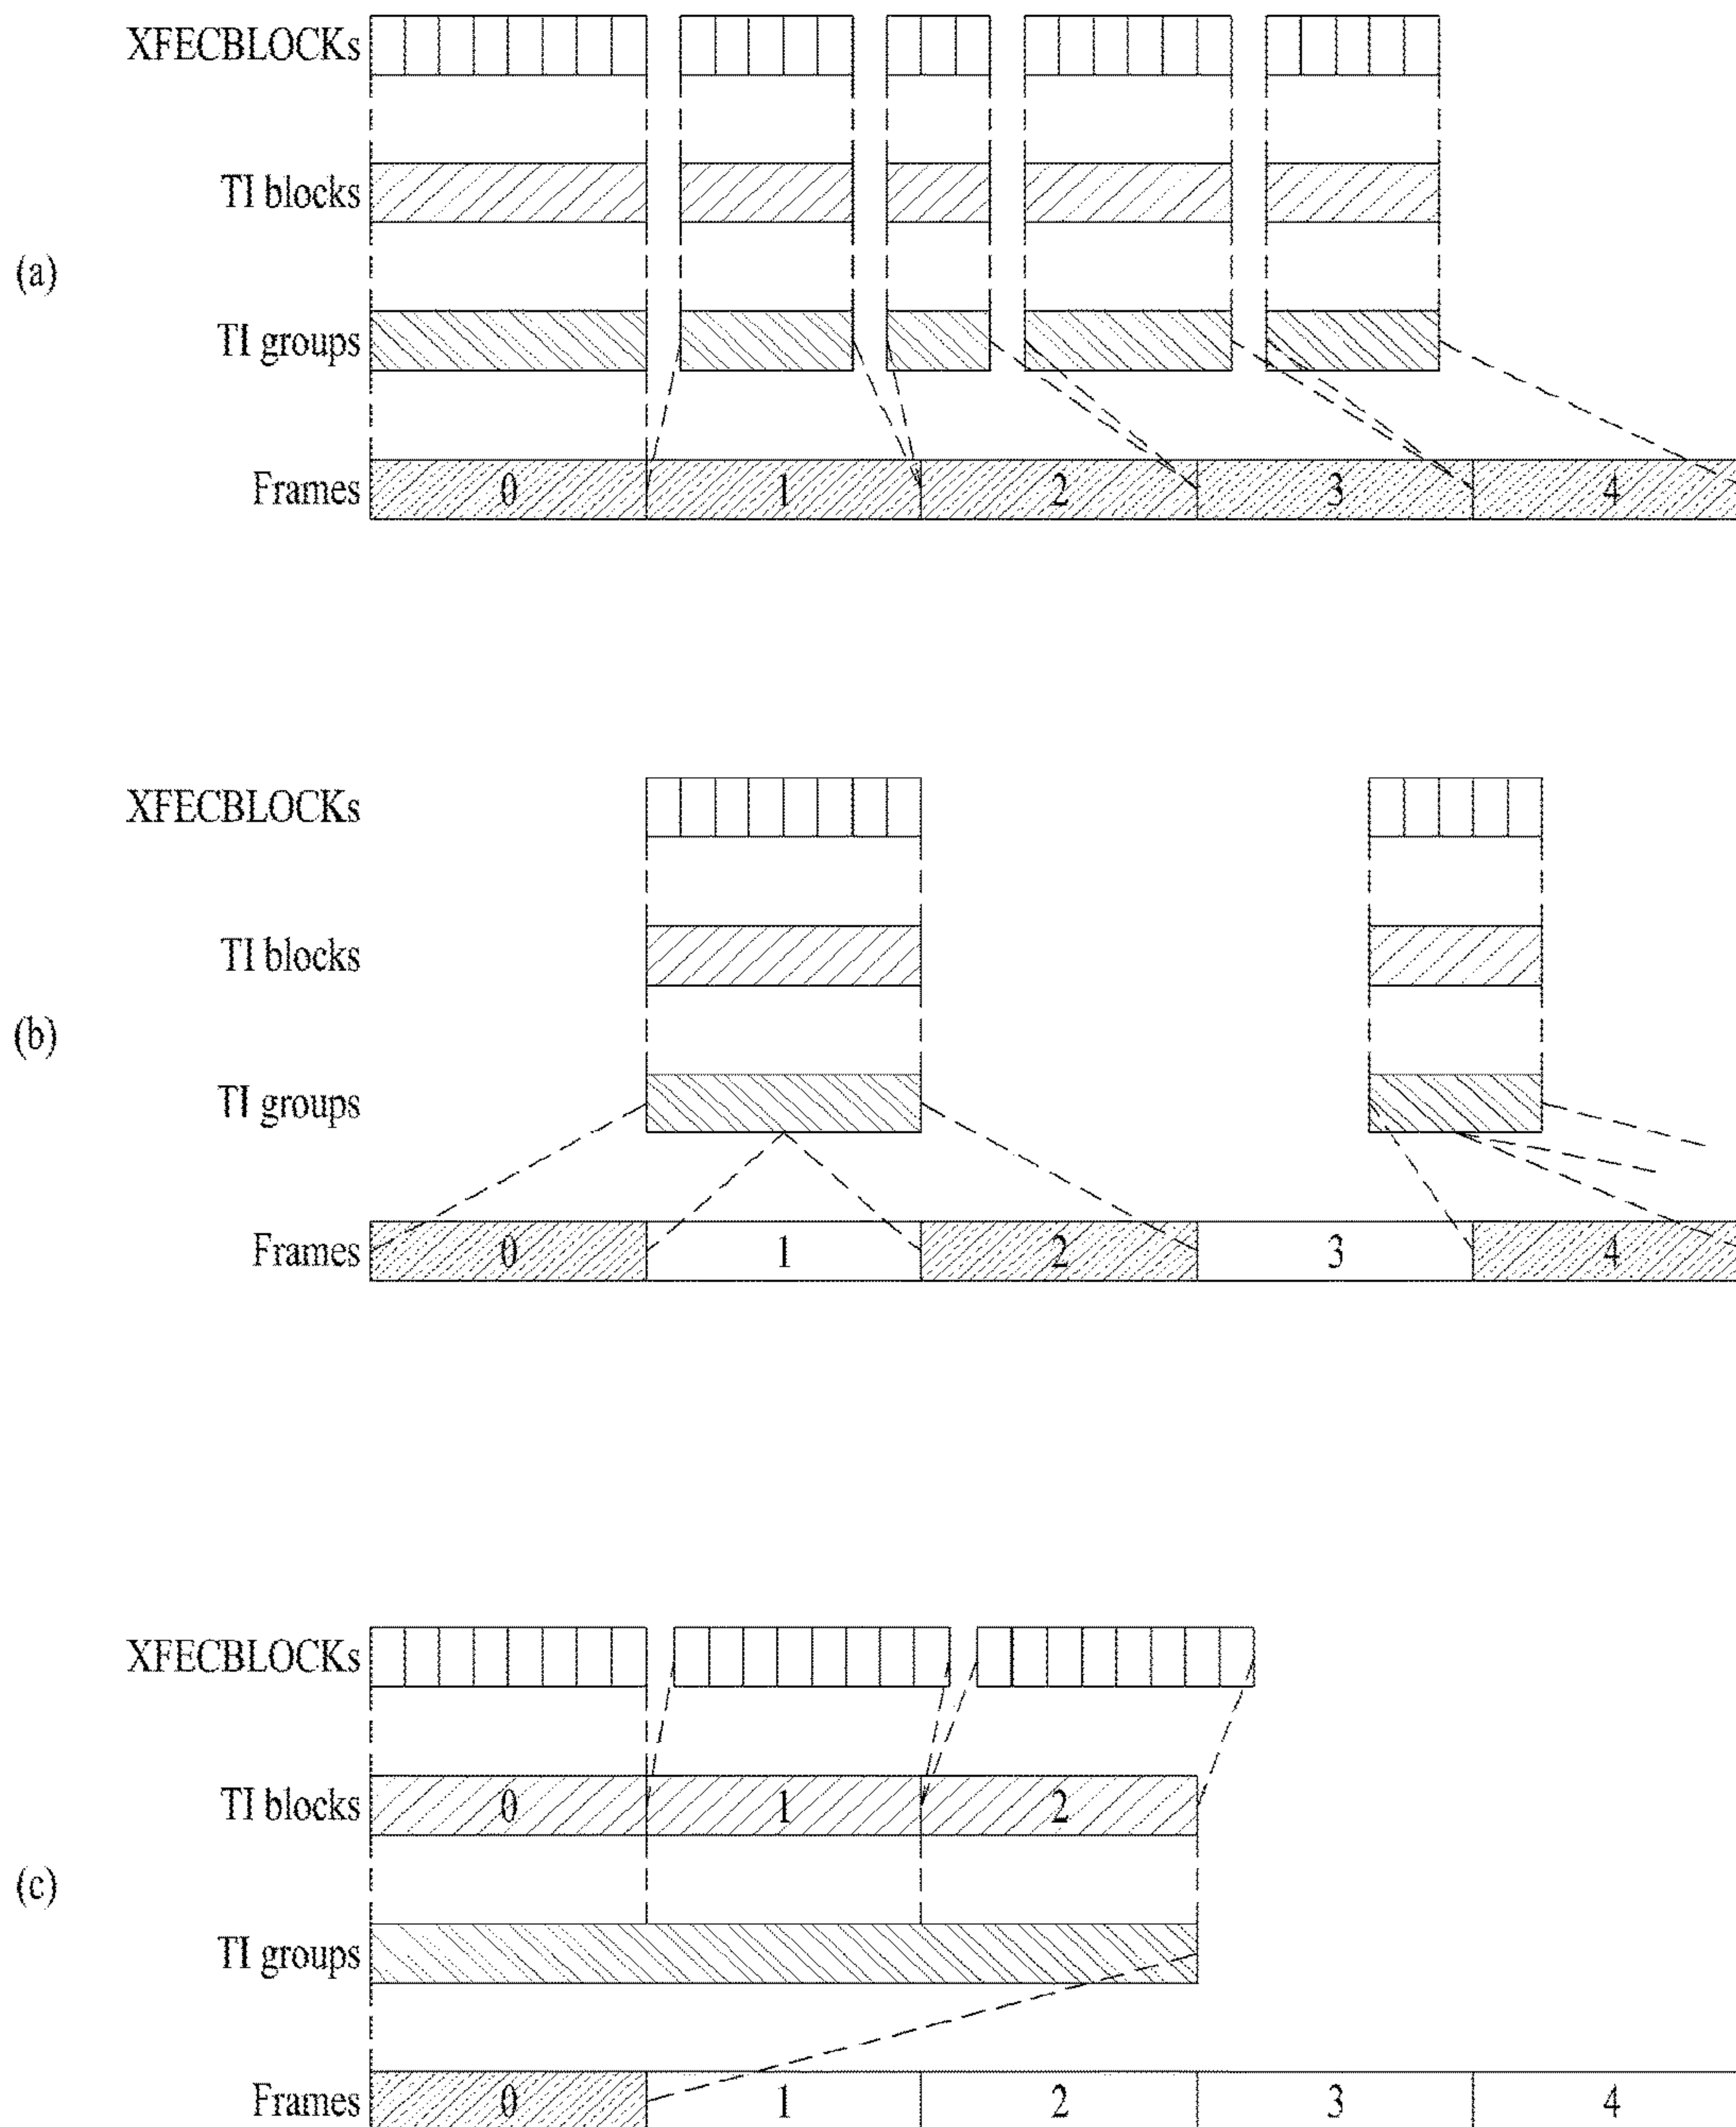 XFECBLOCKs
TI blocks
(a)
TI groups
Frames 0 1 2 3 4
XFECBLOCKs
TI blocks
(b)
TI groups
Frames 0 1 2 3 4
XFECBLOCKs
TI blocks 0 1 2
(c)
TI groups
Frames 0 1 2 3 4